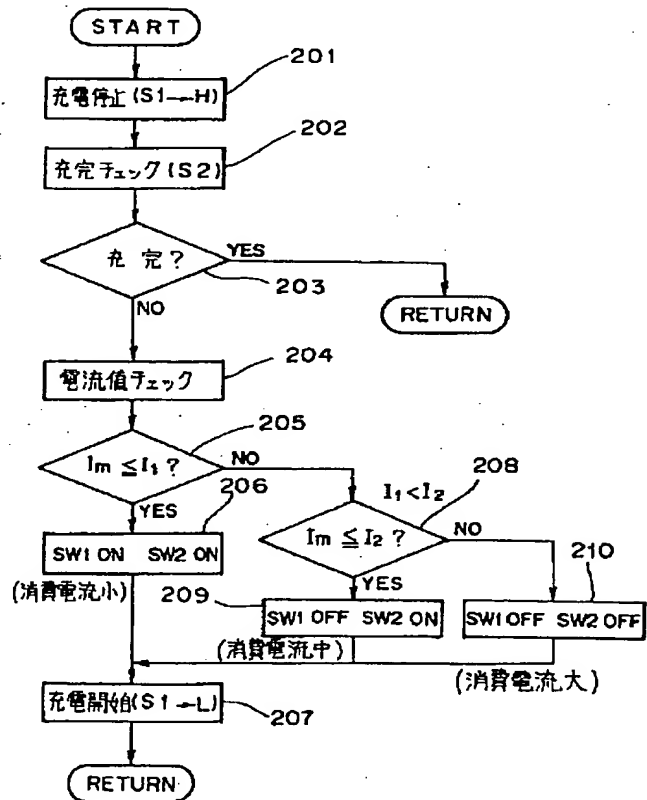 START
201
充電停止(S1→H)
202
充完チェック(S2)
充完?
YES
203
NO
RETURN
204
電流値チェック
205
Im≦I1?
NO
206
YES
208
I1<I2
Im≦I2?
NO
210
SW1 ON SW2 ON
(消費電流小)
YES
209
SW1 OFF SW2 ON
SW1 OFF SW2 OFF
(消費電流中)
(消費電流大)
充電開始(S1→L)
207
RETURN